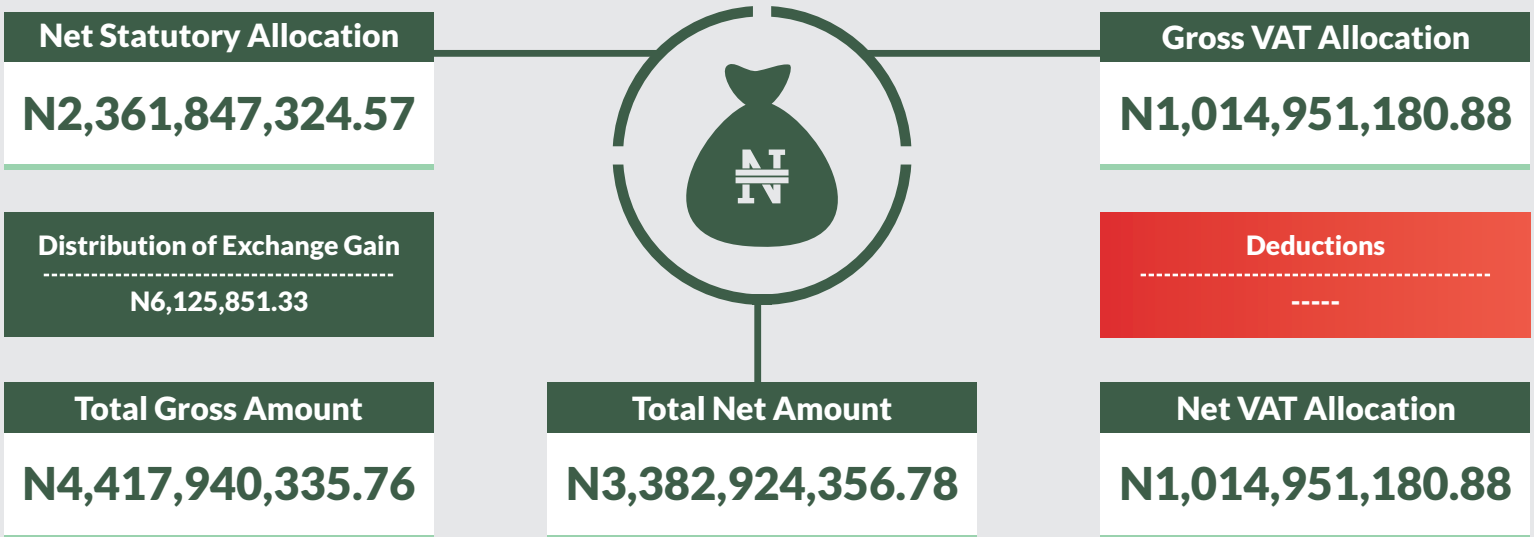 Net Statutory Allocation
N2,361,847,324.57
Gross VAT Allocation
N1,014,951,180.88
₦
Distribution of Exchange Gain
--------------------------------------------
N6,125,851.33
Deductions
--------------------------------------------
-----
Total Gross Amount
N4,417,940,335.76
Total Net Amount
N3,382,924,356.78
Net VAT Allocation
N1,014,951,180.88